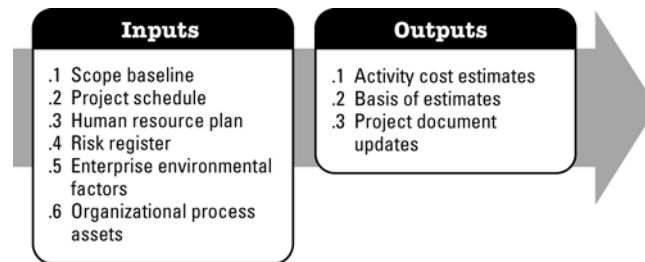 Inputs
.1 Scope baseline
.2 Project schedule
.3 Human resource plan
.4 Risk register
.5 Enterprise environmental
factors
.6 Organizational process
assets
Outputs
.1 Activity cost estimates
.2 Basis of estimates
.3 Project document
updates